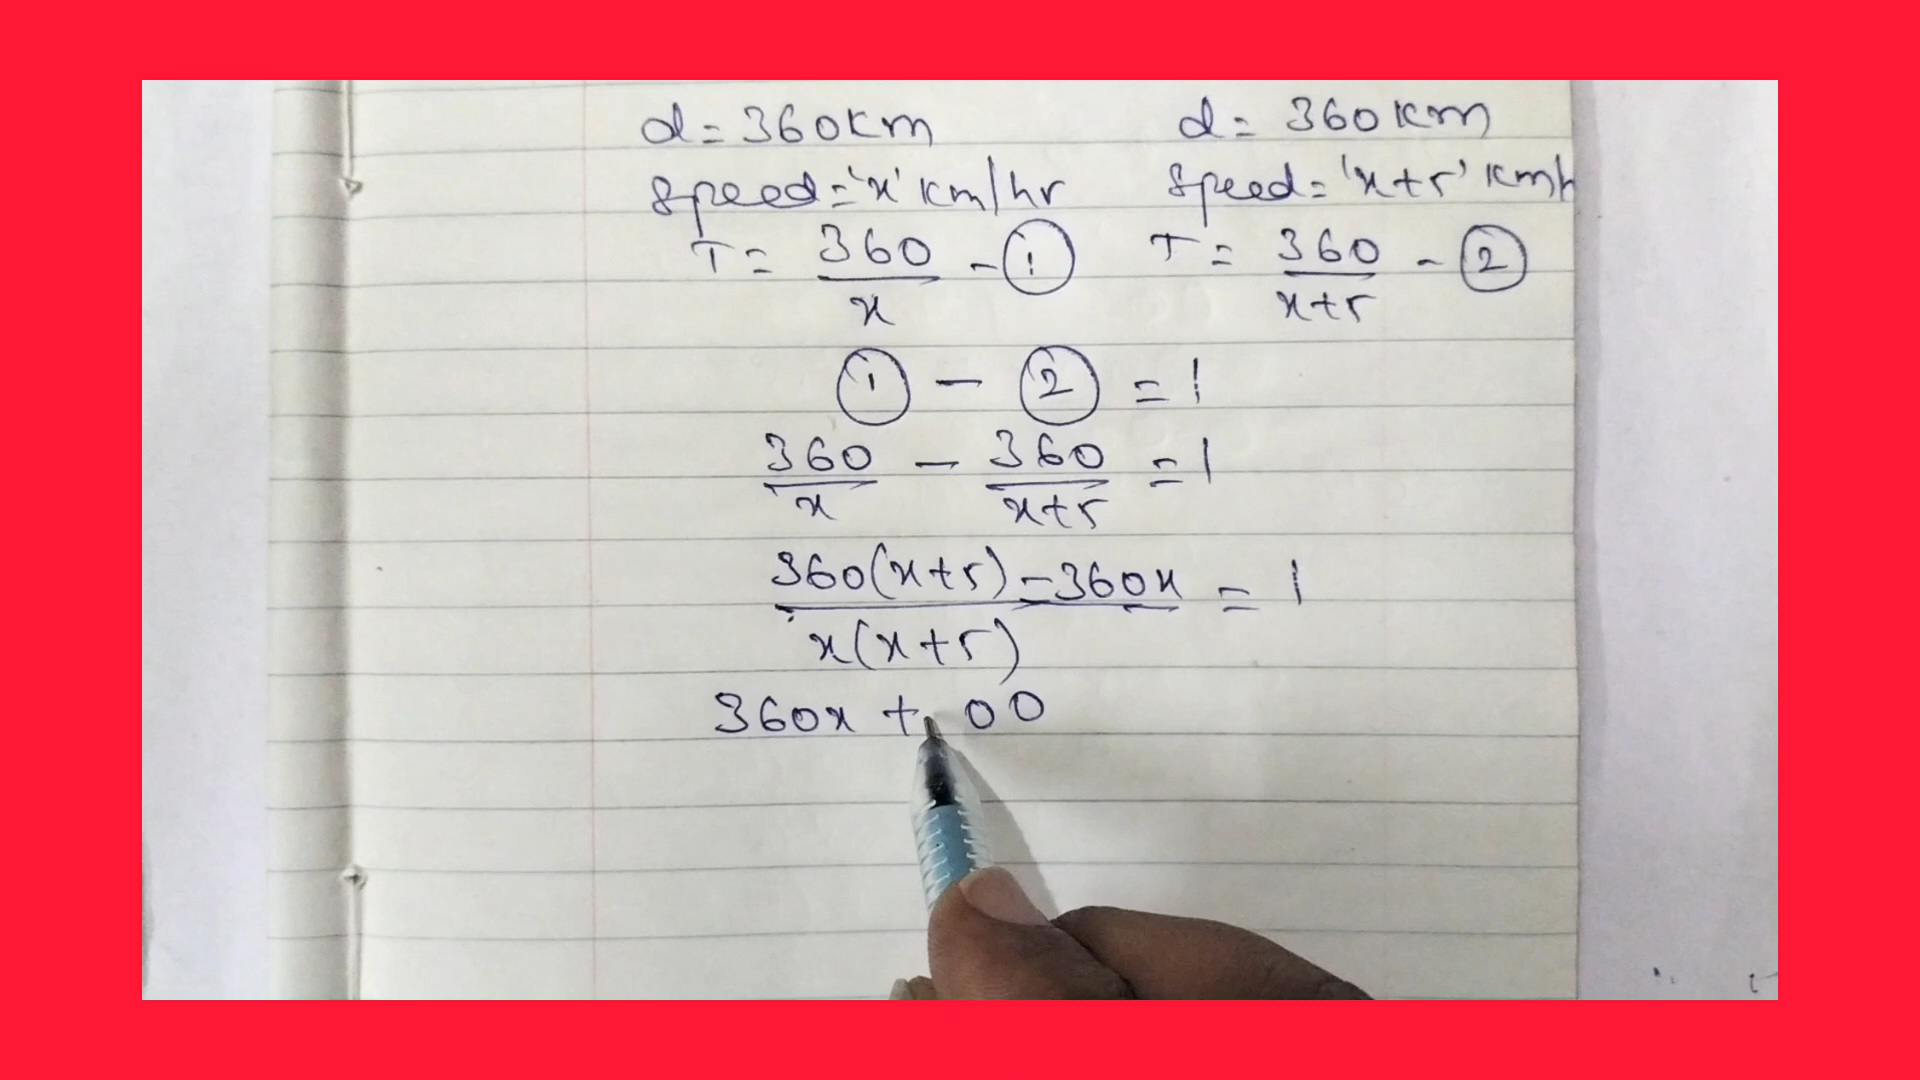 d = 360 km d = 360 km
speed = 'x' km/hr speed = 'x+5' km/h
T = 360/x - ① T = 360/x+5 - ②
① - ② = 1
360/x - 360/x+5 = 1
360(x+5) - 360x / x(x+5) = 1
360x + 00